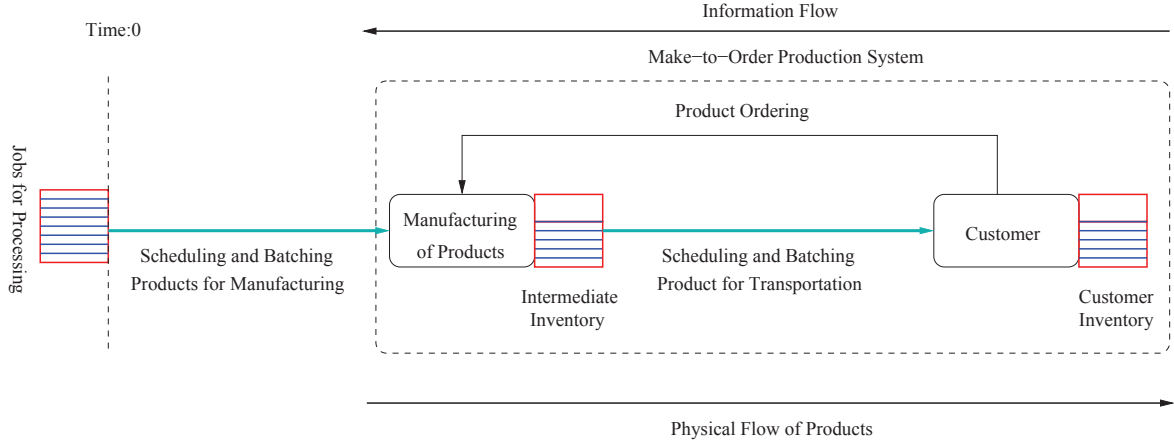 Information Flow
Time:0
Make−to−Order Production System
Product Ordering
Jobs for Processing
Manufacturing
of Products
Customer
Scheduling and Batching
Products for Manufacturing
Scheduling and Batching
Product for Transportation
Intermediate
Inventory
Customer
Inventory
Physical Flow of Products